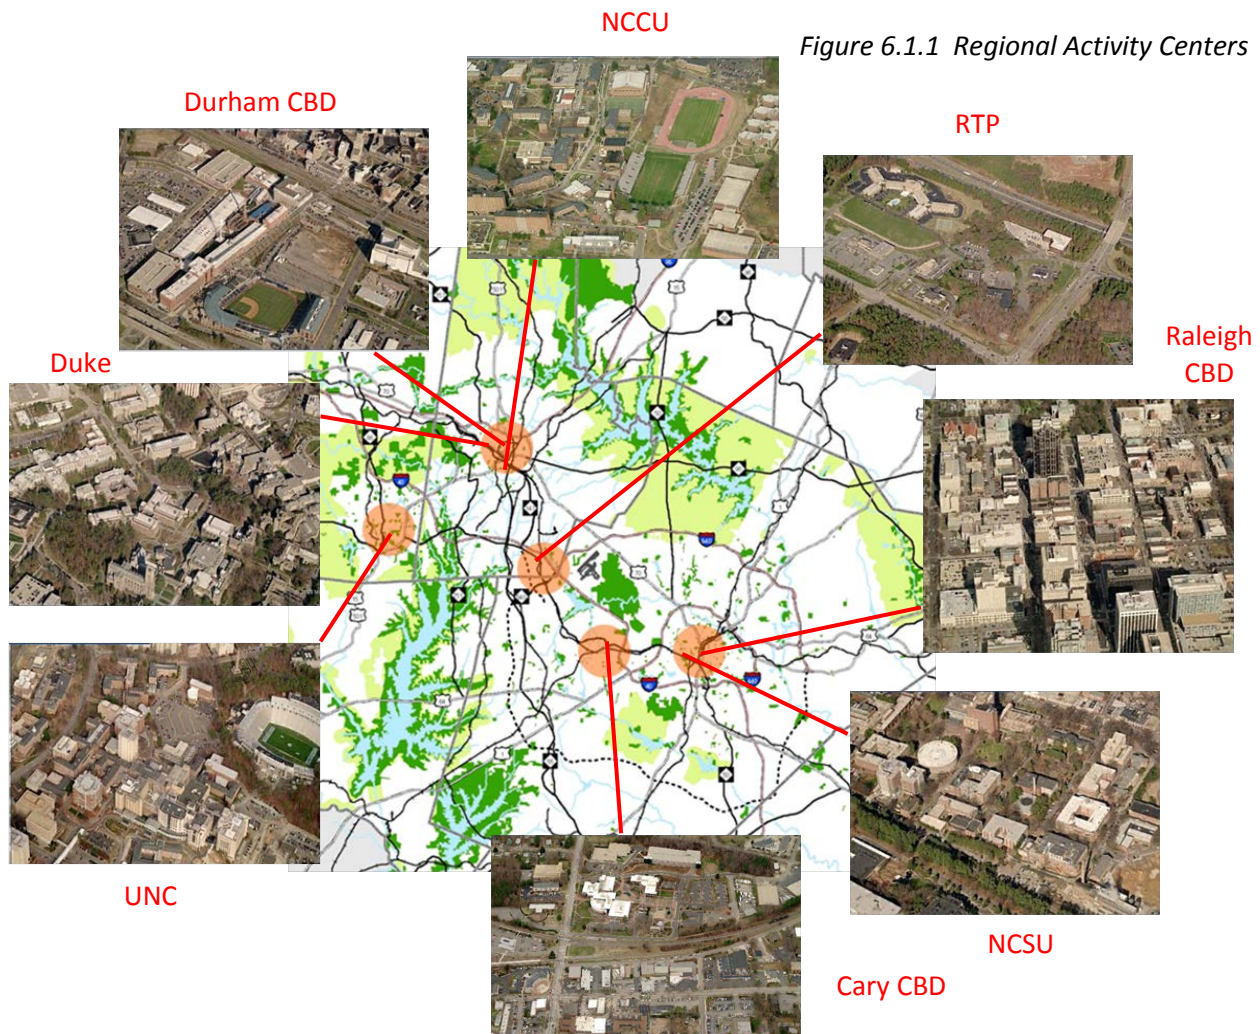 NCCU
Figure 6.1.1 Regional Activity Centers
Durham CBD
RTP
Raleigh
CBD
Duke
UNC
NCSU
Cary CBD